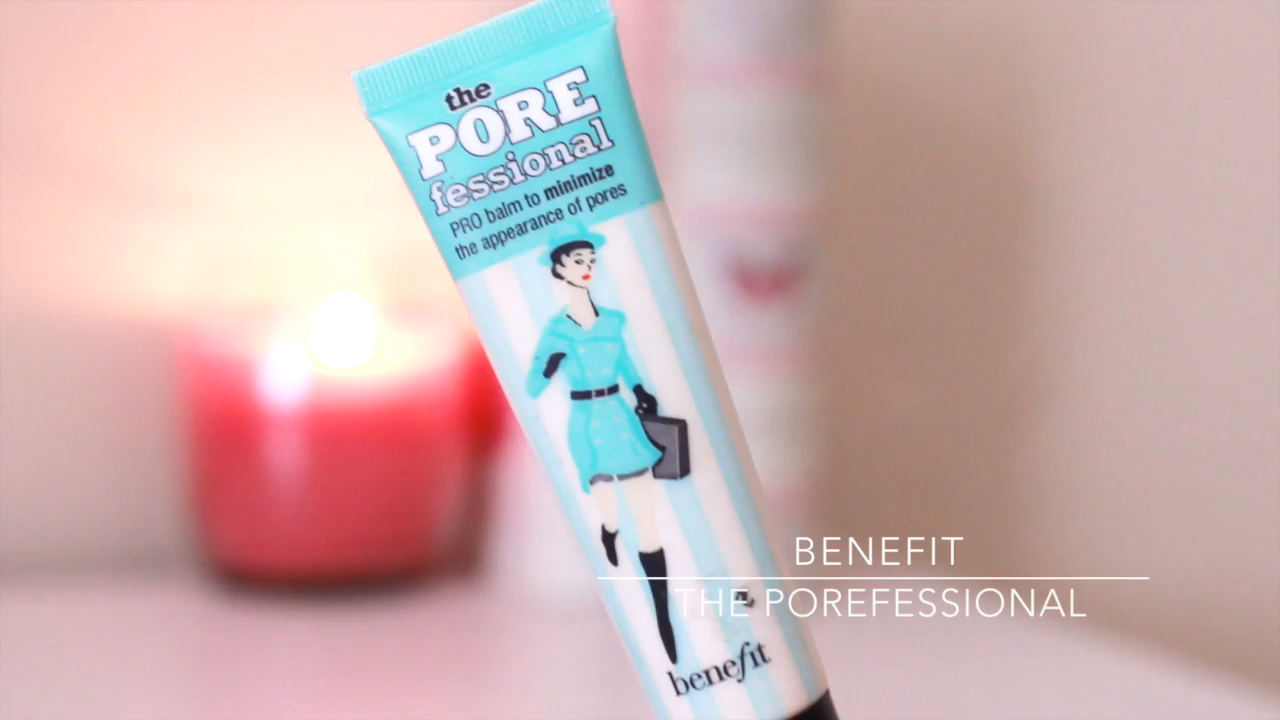 the
PORE
fessional
PRO balm to minimize
the appearance of pores
benefit
BENEFIT
THE POREFESSIONAL